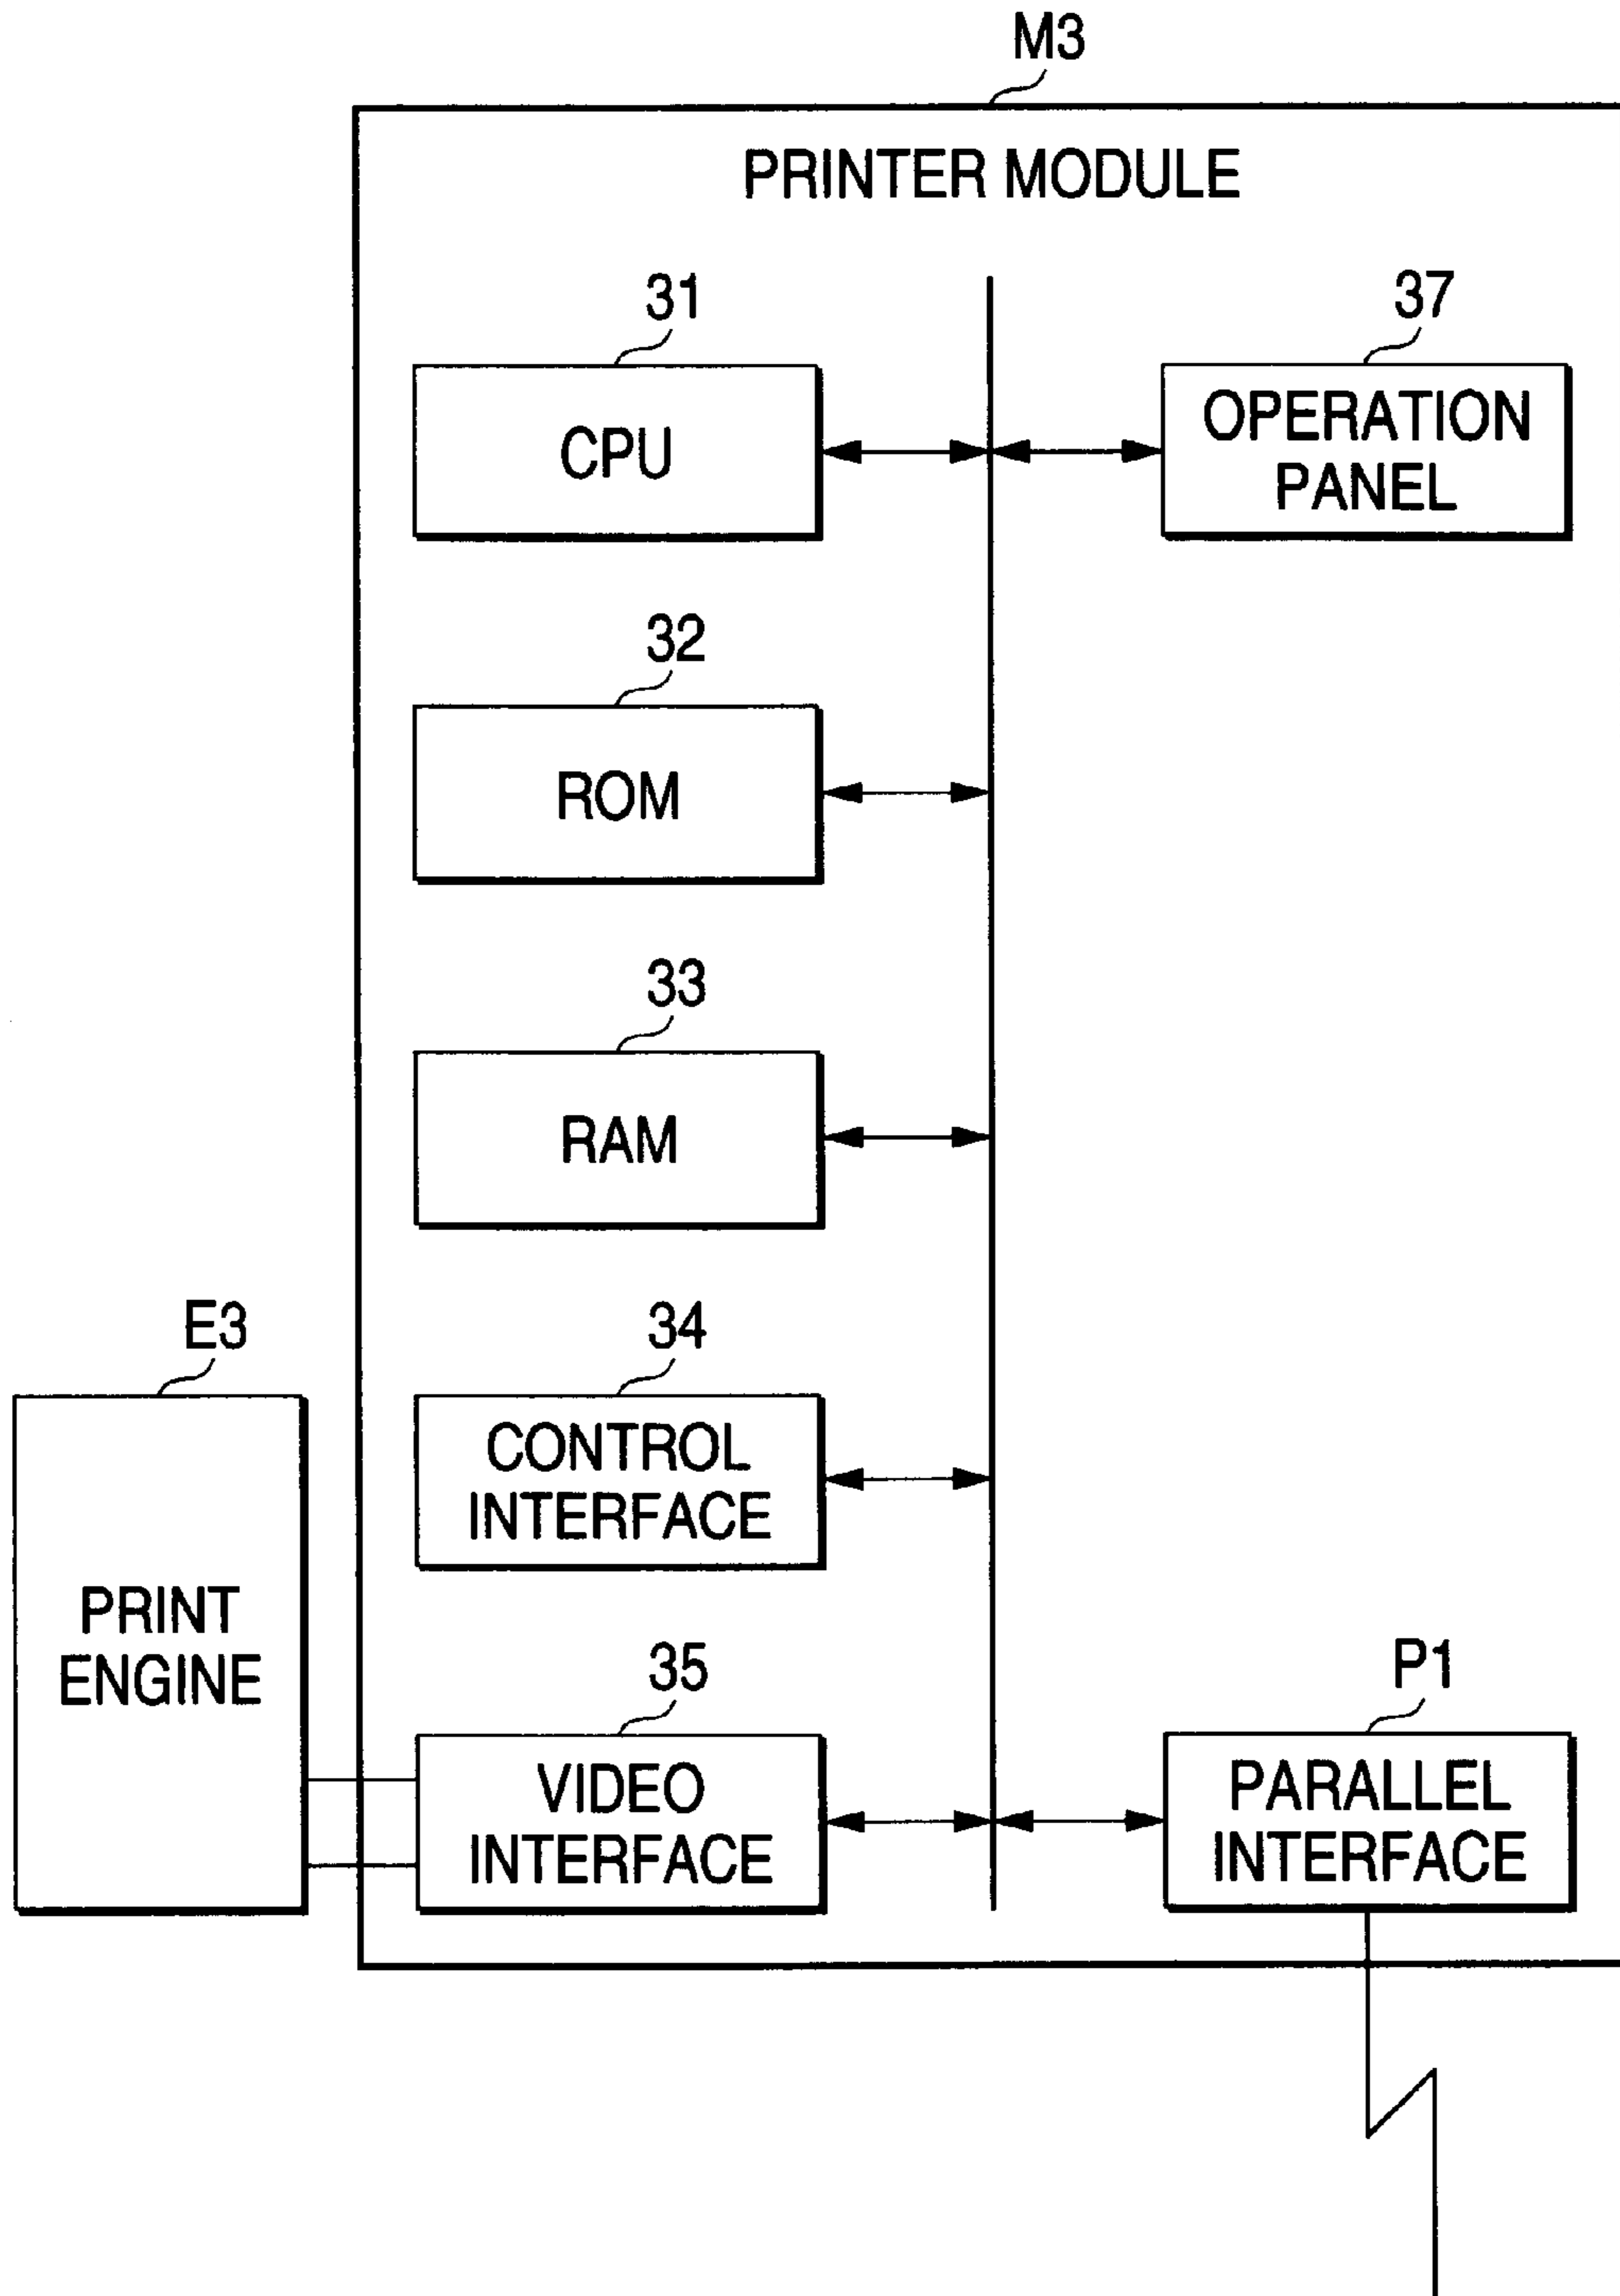 M3
PRINTER MODULE
31
CPU
37
OPERATION
PANEL
32
ROM
33
RAM
E3
PRINT
ENGINE
34
CONTROL
INTERFACE
35
VIDEO
INTERFACE
P1
PARALLEL
INTERFACE